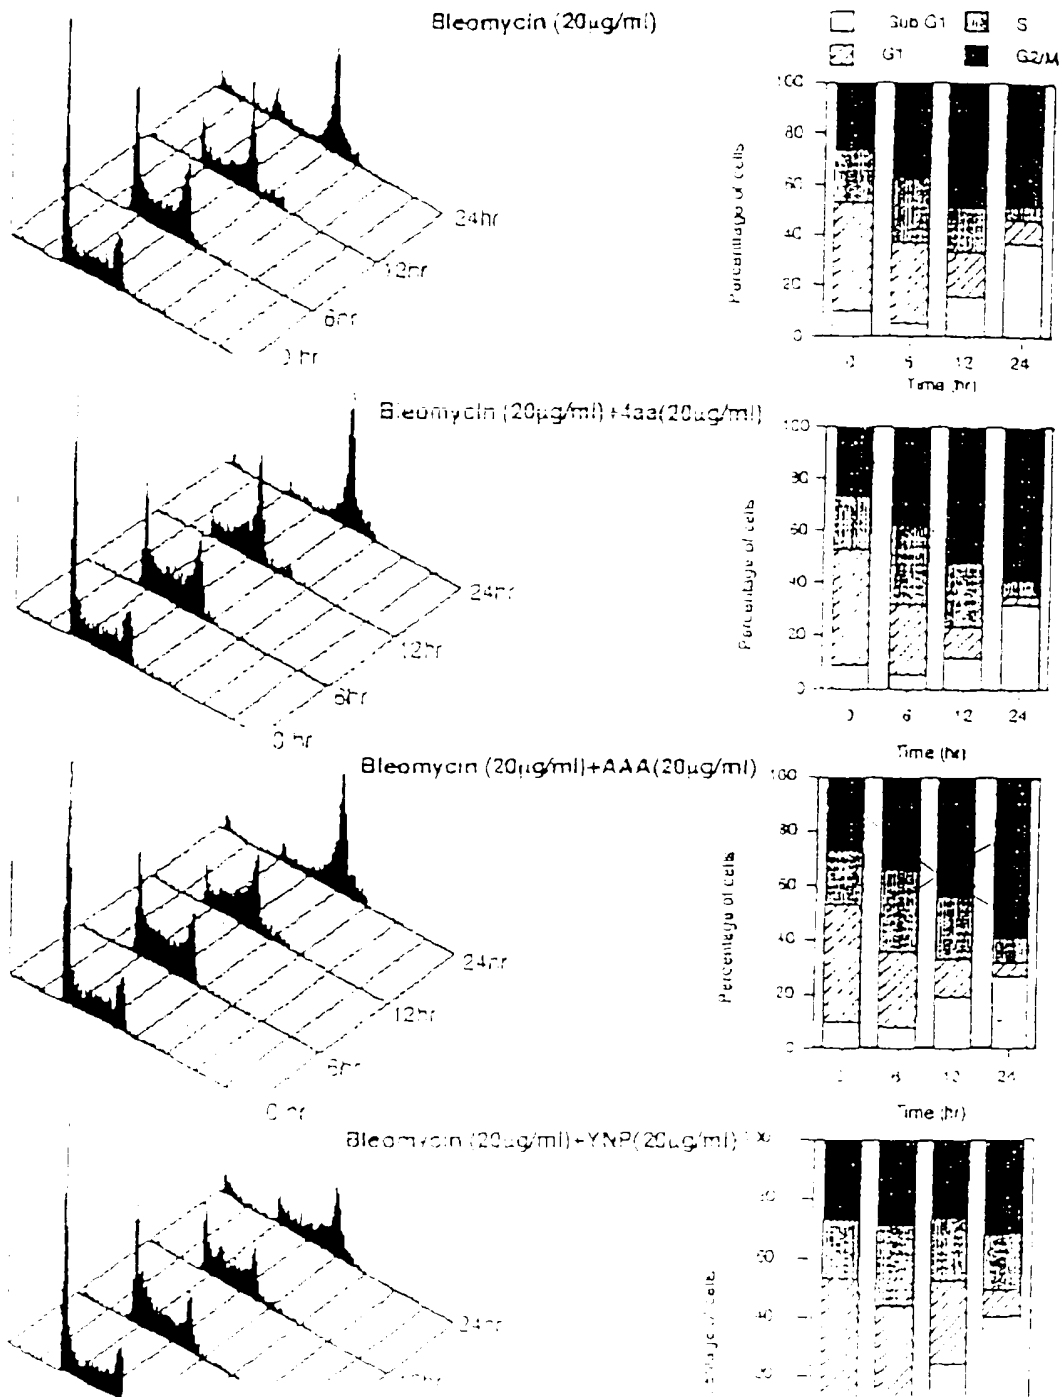 Bleomycin (20µg/ml)
Sub G1
S
G1
G2/M
100
80
60
40
20
0
Percentage of cells
0
6
12
24
Time (hr)
24hr
12hr
6hr
0 hr
Bleomycin (20µg/ml)+4aa(20µg/ml)
100
80
60
40
20
0
Percentage of cells
0
6
12
24
Time (hr)
24hr
12hr
6hr
0 hr
Bleomycin (20µg/ml)+AAA(20µg/ml)
100
80
60
40
20
0
Percentage of cells
6
12
24
Time (hr)
24hr
12hr
6hr
0 hr
Bleomycin (20µg/ml)+YNP(20µg/ml)
80
60
40
24hr